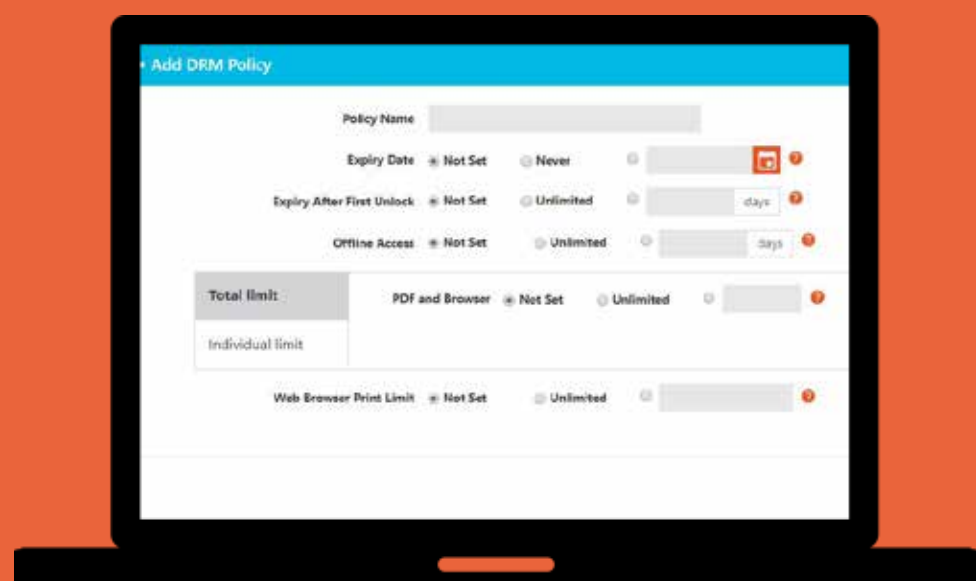 Add DRM Policy
Policy Name
Expiry Date Not Set Never
Expiry After First Unlock Not Set Unlimited days
Offline Access Not Set Unlimited days
Total limit PDF and Browser Not Set Unlimited
Individual limit
Web Browser Print Limit Not Set Unlimited